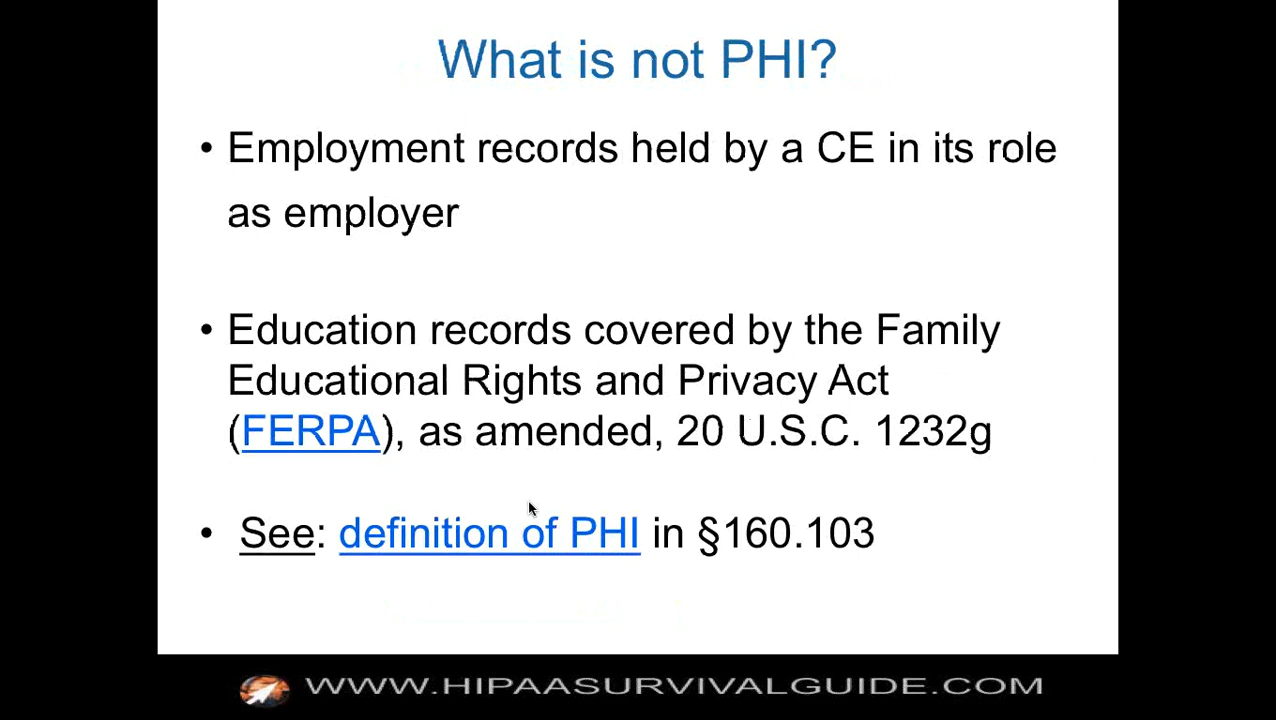 What is not PHI?
• Employment records held by a CE in its role
as employer
• Education records covered by the Family
Educational Rights and Privacy Act
(FERPA), as amended, 20 U.S.C. 1232g
• See: definition of PHI in §160.103
WWW.HIPAASURVIVALGUIDE.COM